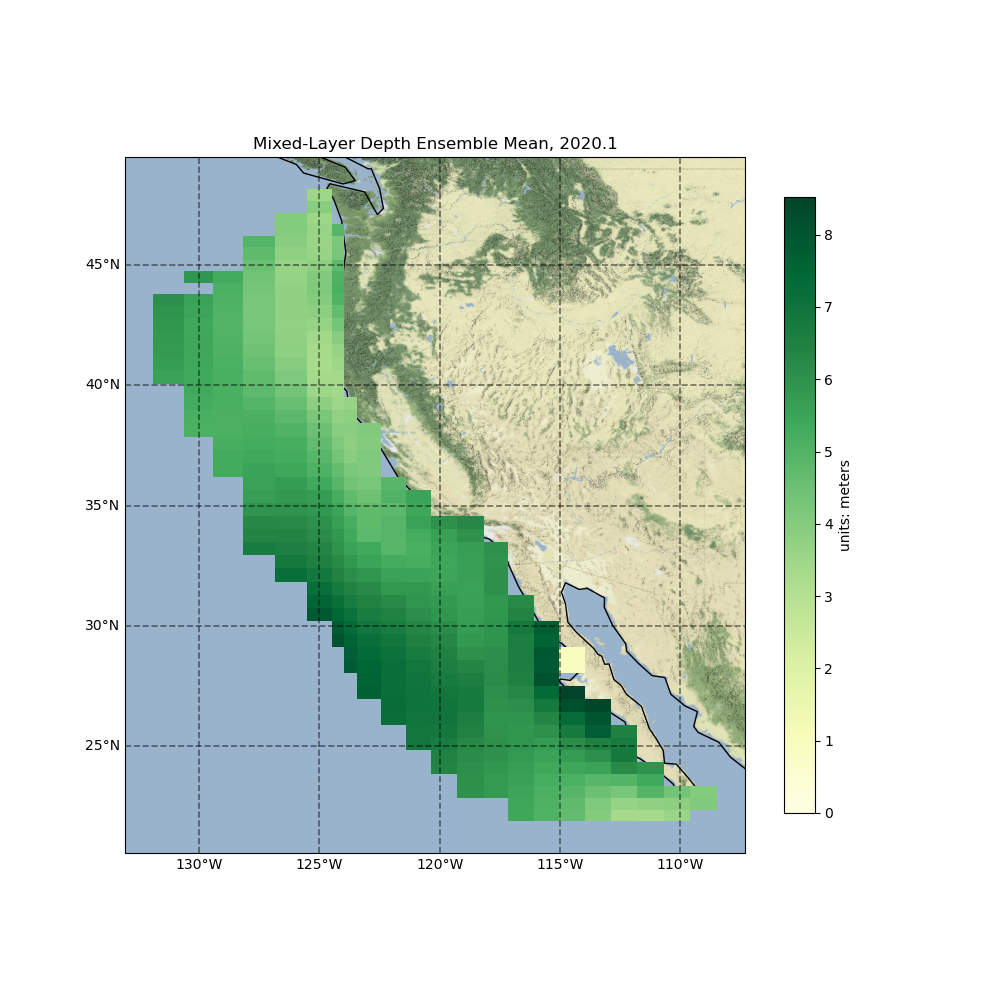 Mixed-Layer Depth Ensemble Mean, 2020.1
45°N
40°N
35°N
30°N
25°N
130°W
125°W
120°W
115°W
110°W
8
7
6
5
4
3
2
1
0
units: meters